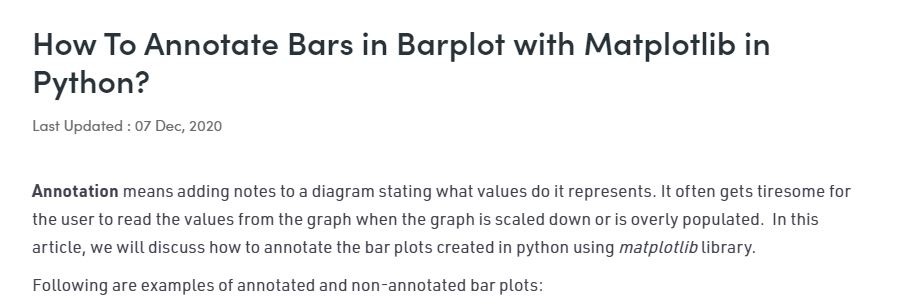 How To Annotate Bars in Barplot with Matplotlib in
Python?
Last Updated : 07 Dec, 2020
Annotation means adding notes to a diagram stating what values do it represents. It often gets tiresome for
the user to read the values from the graph when the graph is scaled down or is overly populated.  In this
article, we will discuss how to annotate the bar plots created in python using matplotlib library.
Following are examples of annotated and non-annotated bar plots: